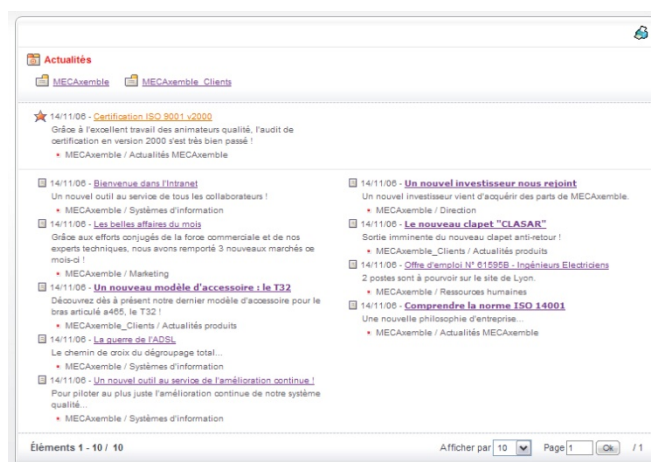 Actualités
MECAxemble MECAxemble Clients
14/11/06 - Certification ISO 9001 v2000
Grâce à l'excellent travail des animateurs qualité, l'audit de
certification en version 2000 s'est très bien passé !
MECAxemble / Actualités MECAxemble
14/11/06 - Bienvenue dans l'Intranet
Un nouvel outil au service de tous les collaborateurs !
MECAxemble / Systèmes d'information
14/11/06 - Les belles affaires du mois
Grâce aux efforts conjugés de la force commerciale et de nos
experts techniques, nous avons remporté 3 nouveaux marchés ce
mois-ci !
MECAxemble / Marketing
14/11/06 - Un nouveau modèle d'accessoire : le T32
Découvrez dès à présent notre dernier modèle d'accessoire pour le
bras articulé a465, le T32 !
MECAxemble_Clients / Actualités produits
14/11/06 - La guerre de l'ADSL
Le chemin de croix du dégroupage total...
MECAxemble / Systèmes d'information
14/11/06 - Un nouvel outil au service de l'amélioration continue !
Pour piloter au plus juste l'amélioration continue de notre système
qualité...
MECAxemble / Systèmes d'information
14/11/06 - Un nouvel investisseur nous rejoint
Un nouvel investisseur vient d'acquérir des parts de MECAxemble.
MECAxemble / Direction
14/11/06 - Le nouveau clapet "CLASAR"
Sortie imminente du nouveau clapet anti-retour !
MECAxemble_Clients / Actualités produits
14/11/06 - Offre d'emploi N° 61595B - Ingénieurs Electriciens
2 postes sont à pourvoir sur le site de Lyon.
MECAxemble / Ressources humaines
14/11/06 - Comprendre la norme ISO 14001
Une nouvelle philosophie d'entreprise...
MECAxemble / Actualités MECAxemble
Éléments 1 - 10 / 10 Afficher par 10 Page 1 Ok / 1